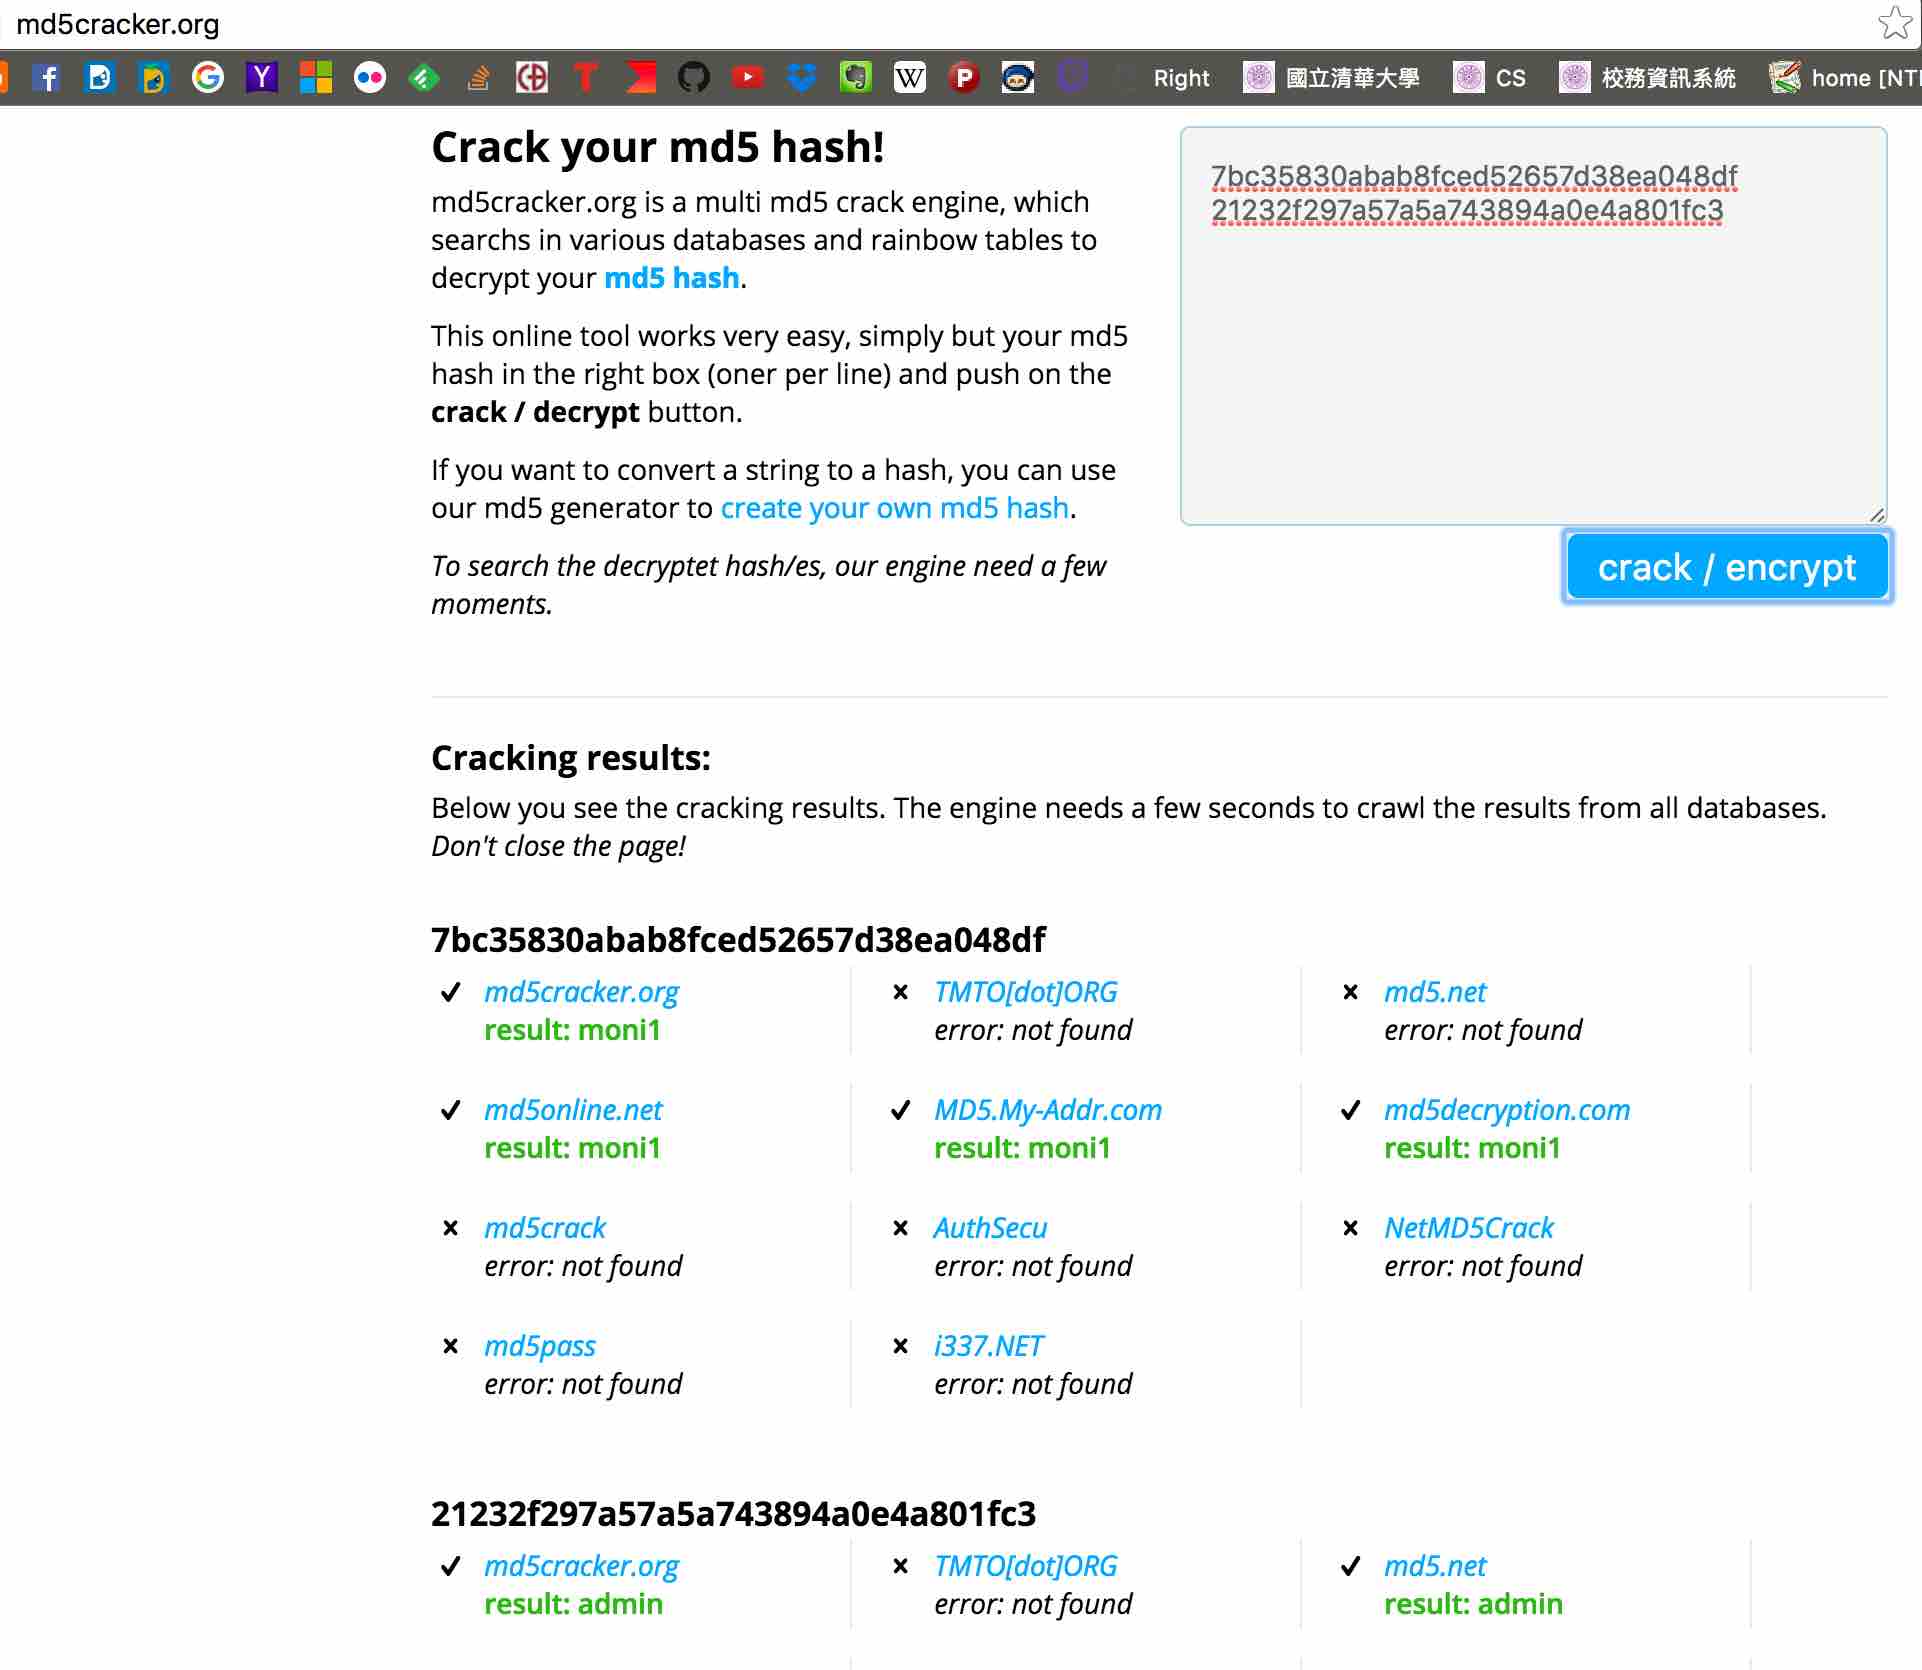 md5cracker.org
Right 國立清華大學 CS 校務資訊系統 home [NTH
Crack your md5 hash!
md5cracker.org is a multi md5 crack engine, which
searchs in various databases and rainbow tables to
decrypt your md5 hash.
This online tool works very easy, simply but your md5
hash in the right box (oner per line) and push on the
crack / decrypt button.
If you want to convert a string to a hash, you can use
our md5 generator to create your own md5 hash.
To search the decryptet hash/es, our engine need a few
moments.
7bc35830abab8fced52657d38ea048df
21232f297a57a5a743894a0e4a801fc3
crack / encrypt
Cracking results:
Below you see the cracking results. The engine needs a few seconds to crawl the results from all databases.
Don't close the page!
7bc35830abab8fced52657d38ea048df
md5cracker.org TMTO[dot]ORG md5.net
result: moni1 error: not found error: not found
md5online.net MD5.My-Addr.com md5decryption.com
result: moni1 result: moni1 result: moni1
md5crack AuthSecu NetMD5Crack
error: not found error: not found error: not found
md5pass i337.NET
error: not found error: not found
21232f297a57a5a743894a0e4a801fc3
md5cracker.org TMTO[dot]ORG md5.net
result: admin error: not found result: admin